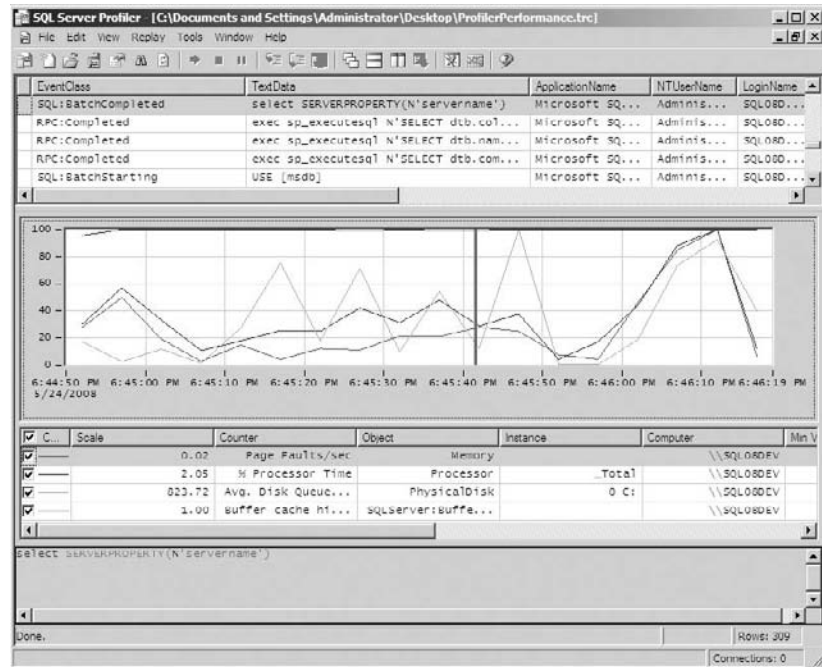 SQL Server Profiler - [C:\Documents and Settings\Administrator\Desktop\ProfilerPerformance.trc]
File Edit View Replay Tools Window Help
EventClass TextData ApplicationName NTUserName LoginName
SQL:BatchCompleted select SERVERPROPERTY(N'servername') Microsoft SQ... Adminis... SQL08D...
RPC:Completed exec sp_executesql N'SELECT dtb.col... Microsoft SQ... Adminis... SQL08D...
RPC:Completed exec sp_executesql N'SELECT dtb.nam... Microsoft SQ... Adminis... SQL08D...
RPC:Completed exec sp_executesql N'SELECT dtb.com... Microsoft SQ... Adminis... SQL08D...
SQL:BatchStarting USE [msdb] Microsoft SQ... Adminis... SQL08D...
100
80
60
40
20
0
6:44:50 PM 6:45:00 PM 6:45:10 PM 6:45:20 PM 6:45:30 PM 6:45:40 PM 6:45:50 PM 6:46:00 PM 6:46:10 PM 6:46:19 PM
5/24/2008
C... Scale Counter Object Instance Computer Min V
0.02 Page Faults/sec Memory \\SQL08DEV
2.05 % Processor Time Processor _Total \\SQL08DEV
823.72 Avg. Disk Queue... PhysicalDisk 0 C: \\SQL08DEV
1.00 Buffer cache hi... SQLServer:Buffe... \\SQL08DEV
select SERVERPROPERTY(N'servername')
Done. Rows: 309
Connections: 0